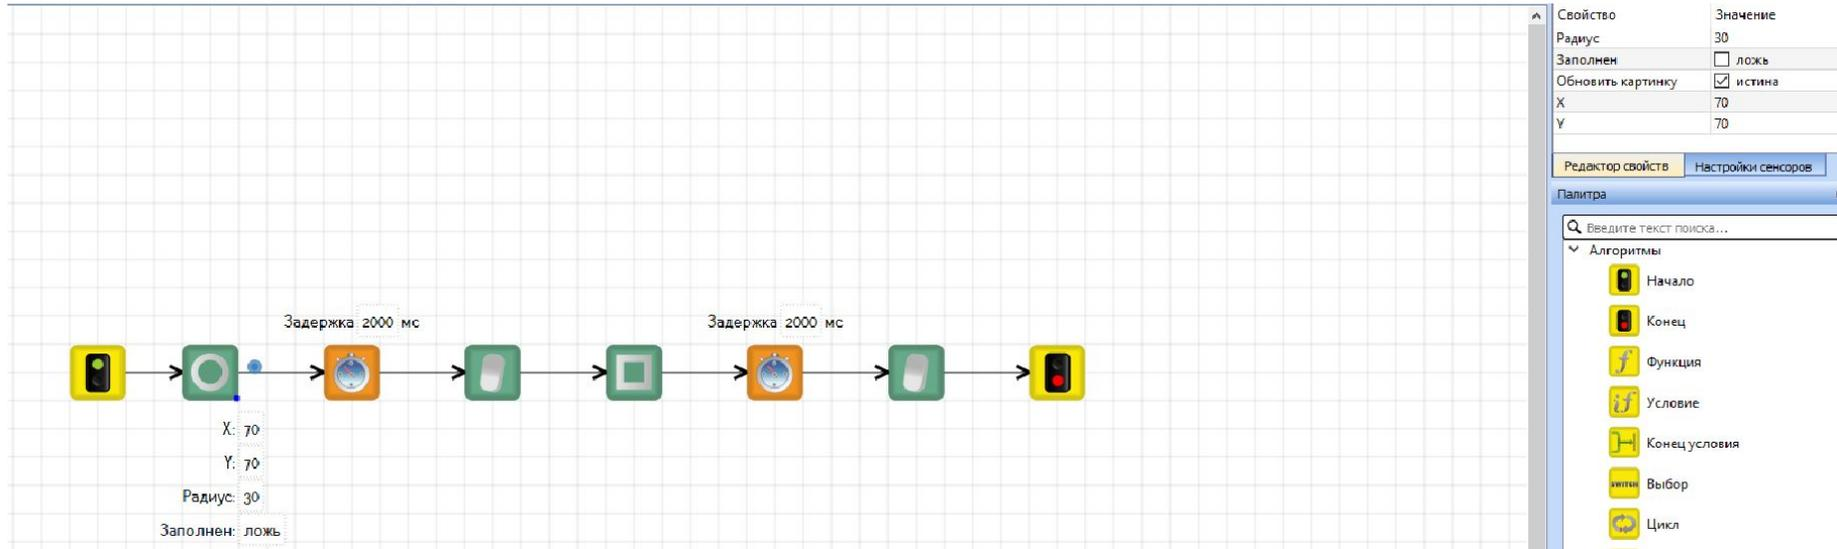 Задержка 2000 мс
Задержка 2000 мс
X: 70
Y: 70
Радиус: 30
Заполнен: ложь
Свойство Значение
Радиус 30
Заполнен ложь
Обновить картинку истина
X 70
Y 70
Редактор свойств Настройки сенсоров
Палитра
Введите текст поиска...
Алгоритмы
Начало
Конец
f Функция
if Условие
Конец условия
SWITCH Выбор
Цикл